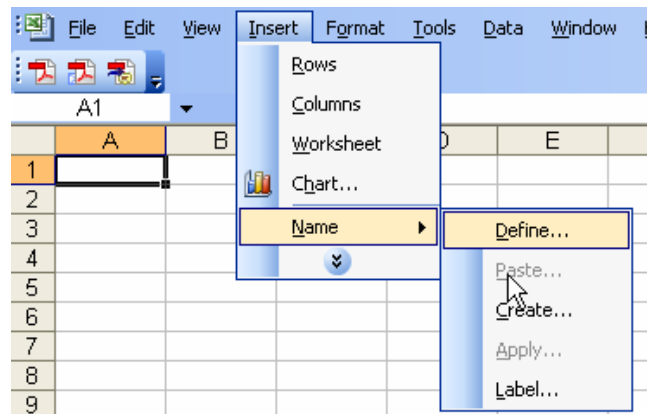 File Edit View Insert Format Tools Data Window
A1
A B D E
Rows
Columns
Worksheet
Chart...
Name
Define...
Paste...
Create...
Apply...
Label...
1
2
3
4
5
6
7
8
9